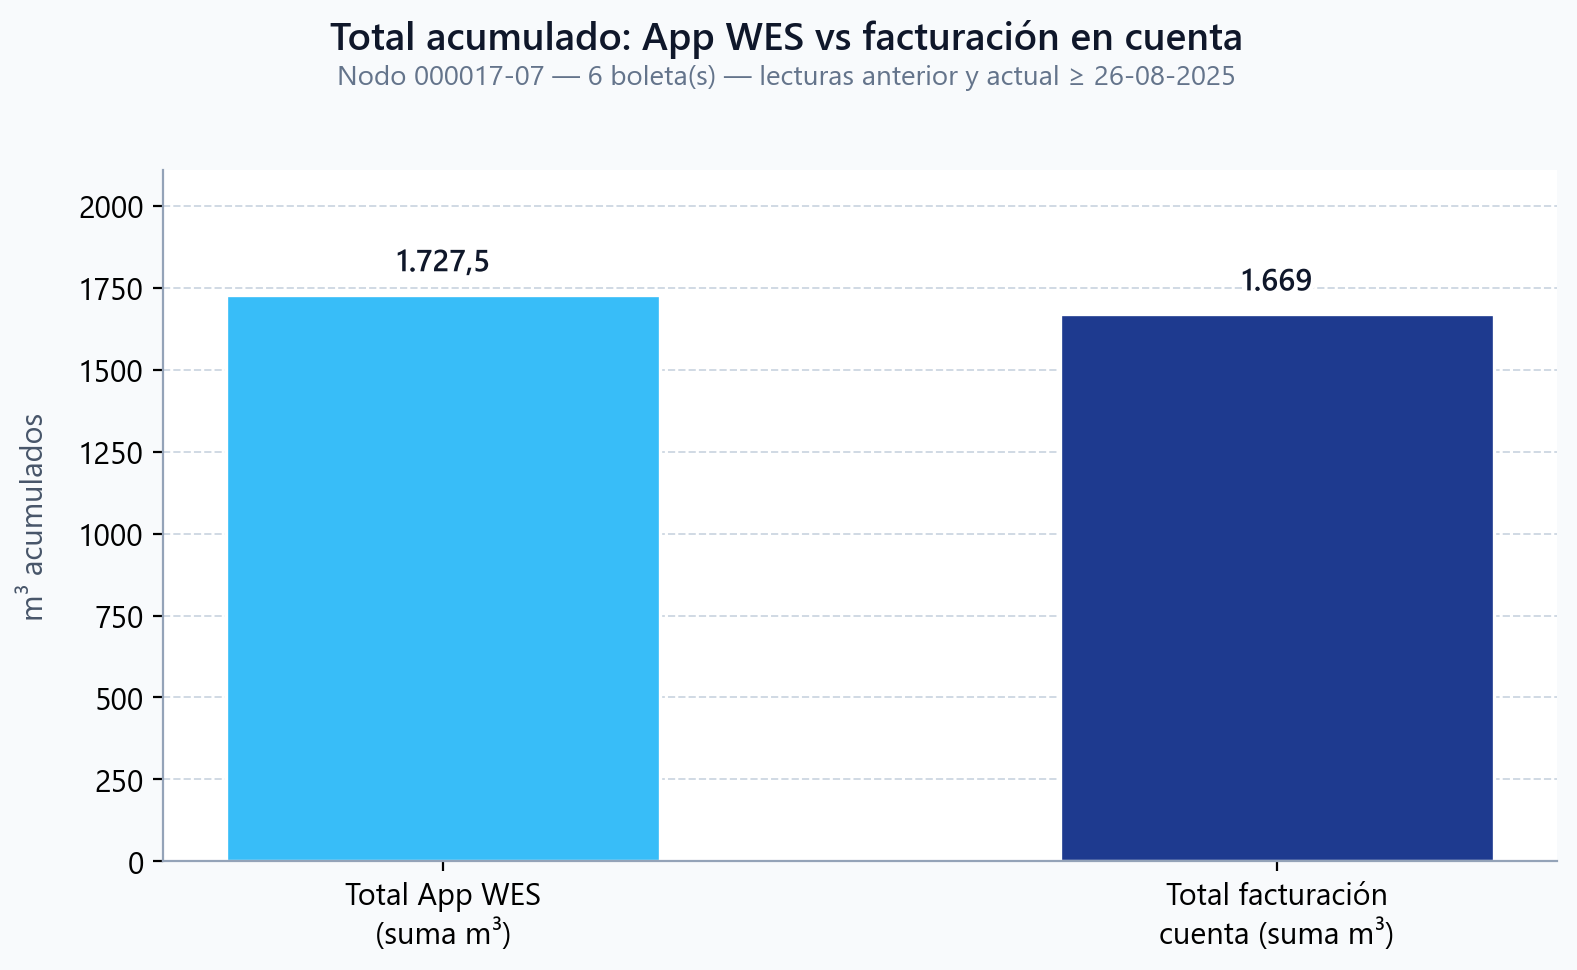 Total acumulado: App WES vs facturación en cuenta
Nodo 000017-07 — 6 boleta(s) — lecturas anterior y actual ≥ 26-08-2025
m³ acumulados
2000
1750
1500
1250
1000
750
500
250
0
1.727,5
1.669
Total App WES
(suma m³)
Total facturación
cuenta (suma m³)